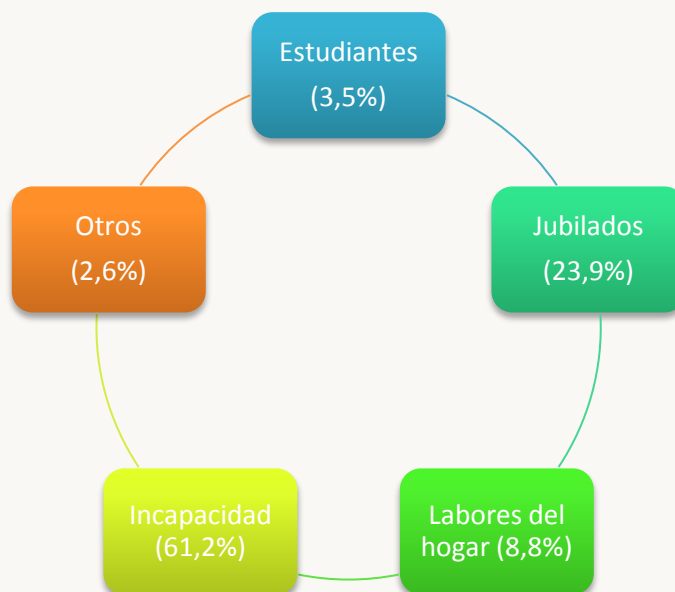 Estudiantes
(3,5%)
Otros
(2,6%)
Jubilados
(23,9%)
Incapacidad
(61,2%)
Labores del
hogar (8,8%)